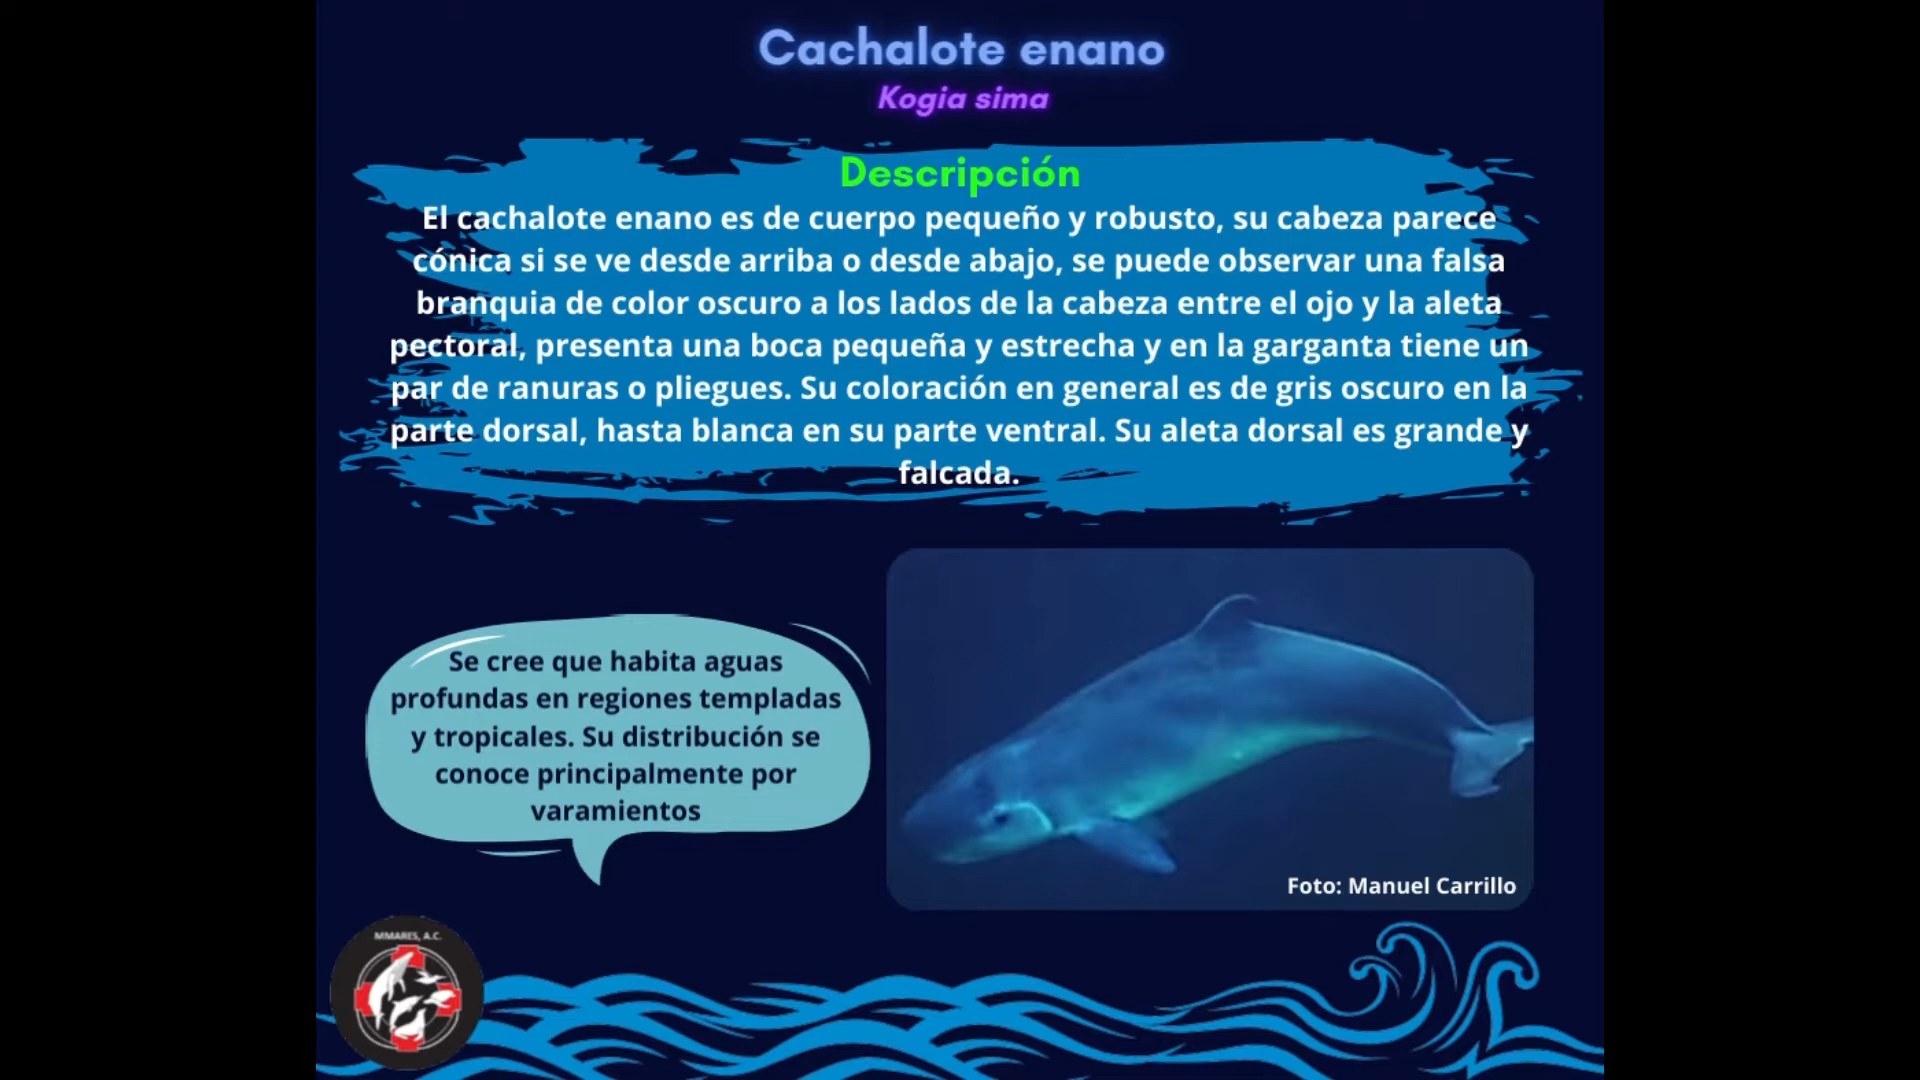 Cachalote enano
Kogia sima
Descripción
El cachalote enano es de cuerpo pequeño y robusto, su cabeza parece
cónica si se ve desde arriba o desde abajo, se puede observar una falsa
branquia de color oscuro a los lados de la cabeza entre el ojo y la aleta
pectoral, presenta una boca pequeña y estrecha y en la garganta tiene un
par de ranuras o pliegues. Su coloración en general es de gris oscuro en la
parte dorsal, hasta blanca en su parte ventral. Su aleta dorsal es grande y
falcada.
Se cree que habita aguas
profundas en regiones templadas
y tropicales. Su distribución se
conoce principalmente por
varamientos
Foto: Manuel Carrillo
MMARES, A.C.